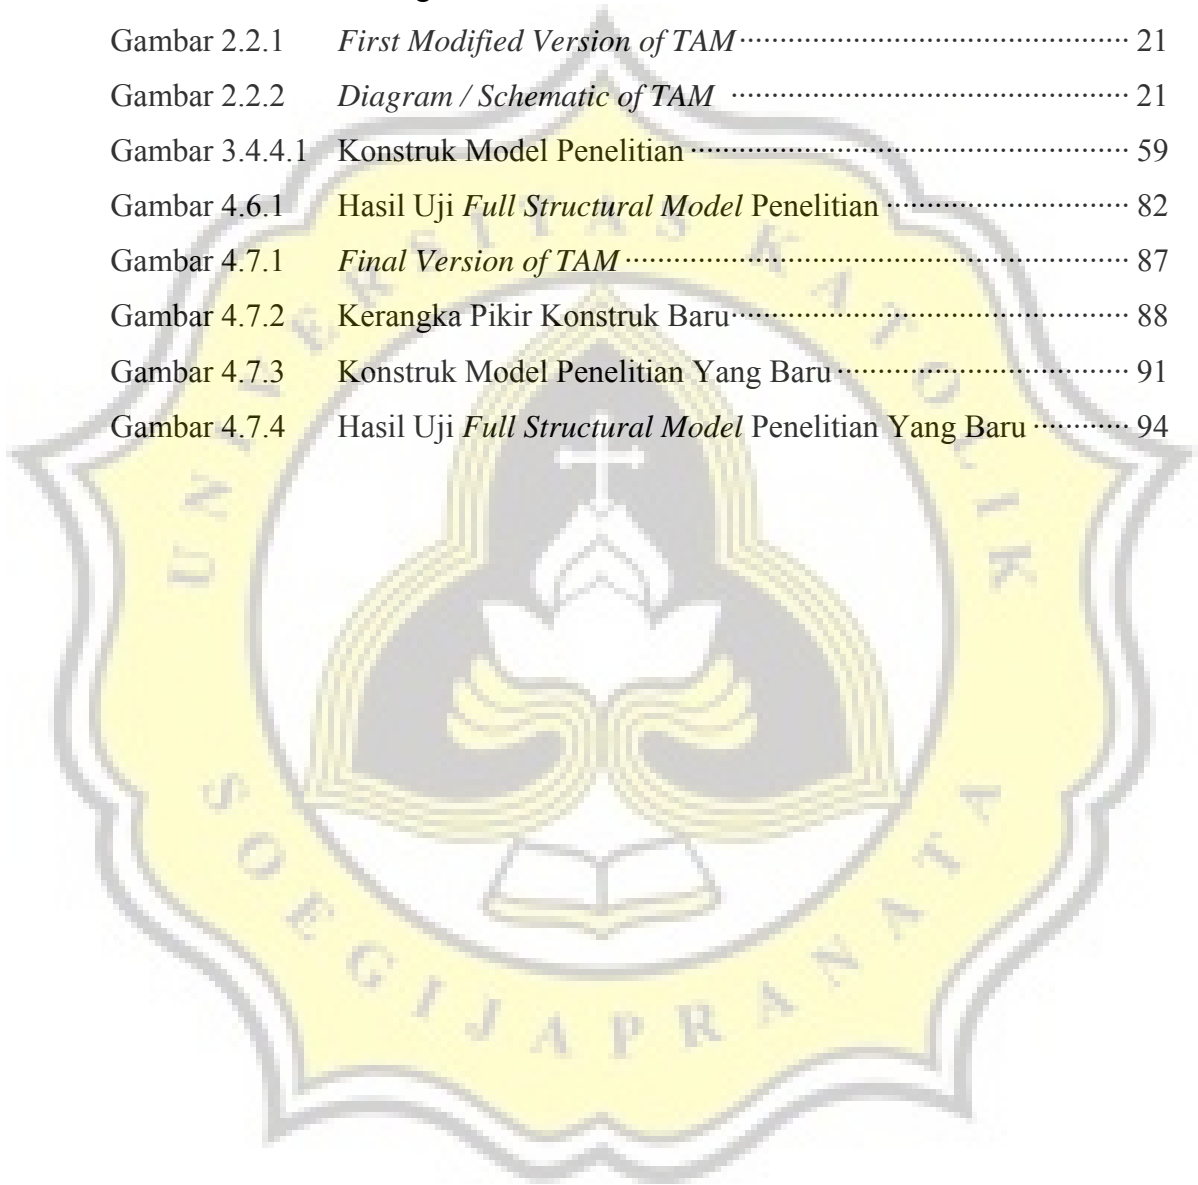 Gambar 2.2.1 First Modified Version of TAM ........................................ 21
Gambar 2.2.2 Diagram / Schematic of TAM ........................................ 21
Gambar 3.4.4.1 Konstruk Model Penelitian ........................................ 59
Gambar 4.6.1 Hasil Uji Full Structural Model Penelitian ........................................ 82
Gambar 4.7.1 Final Version of TAM ........................................ 87
Gambar 4.7.2 Kerangka Pikir Konstruk Baru ........................................ 88
Gambar 4.7.3 Konstruk Model Penelitian Yang Baru ........................................ 91
Gambar 4.7.4 Hasil Uji Full Structural Model Penelitian Yang Baru ............ 94
UNIVERSITAS KATOLIK
SOEGIJAPRANATA